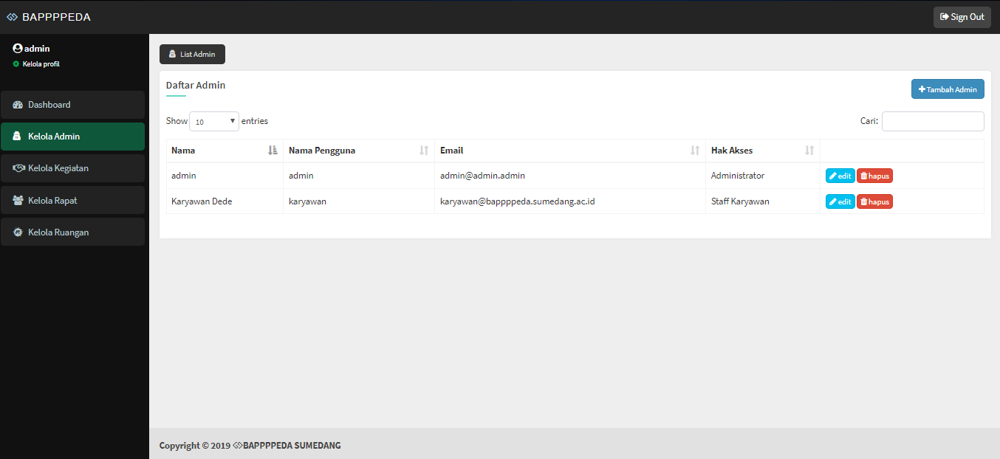 BAPPPPEDA
Sign Out
admin
Kelola profil
Dashboard
Kelola Admin
Kelola Kegiatan
Kelola Rapat
Kelola Ruangan
List Admin
Daftar Admin
Tambah Admin
Show 10 entries
Cari:
Nama Nama Pengguna Email Hak Akses
admin admin admin@admin.admin Administrator edit hapus
Karyawan Dede karyawan karyawan@bappppeda.sumedang.ac.id Staff Karyawan edit hapus
Copyright © 2019 BAPPPPEDA SUMEDANG